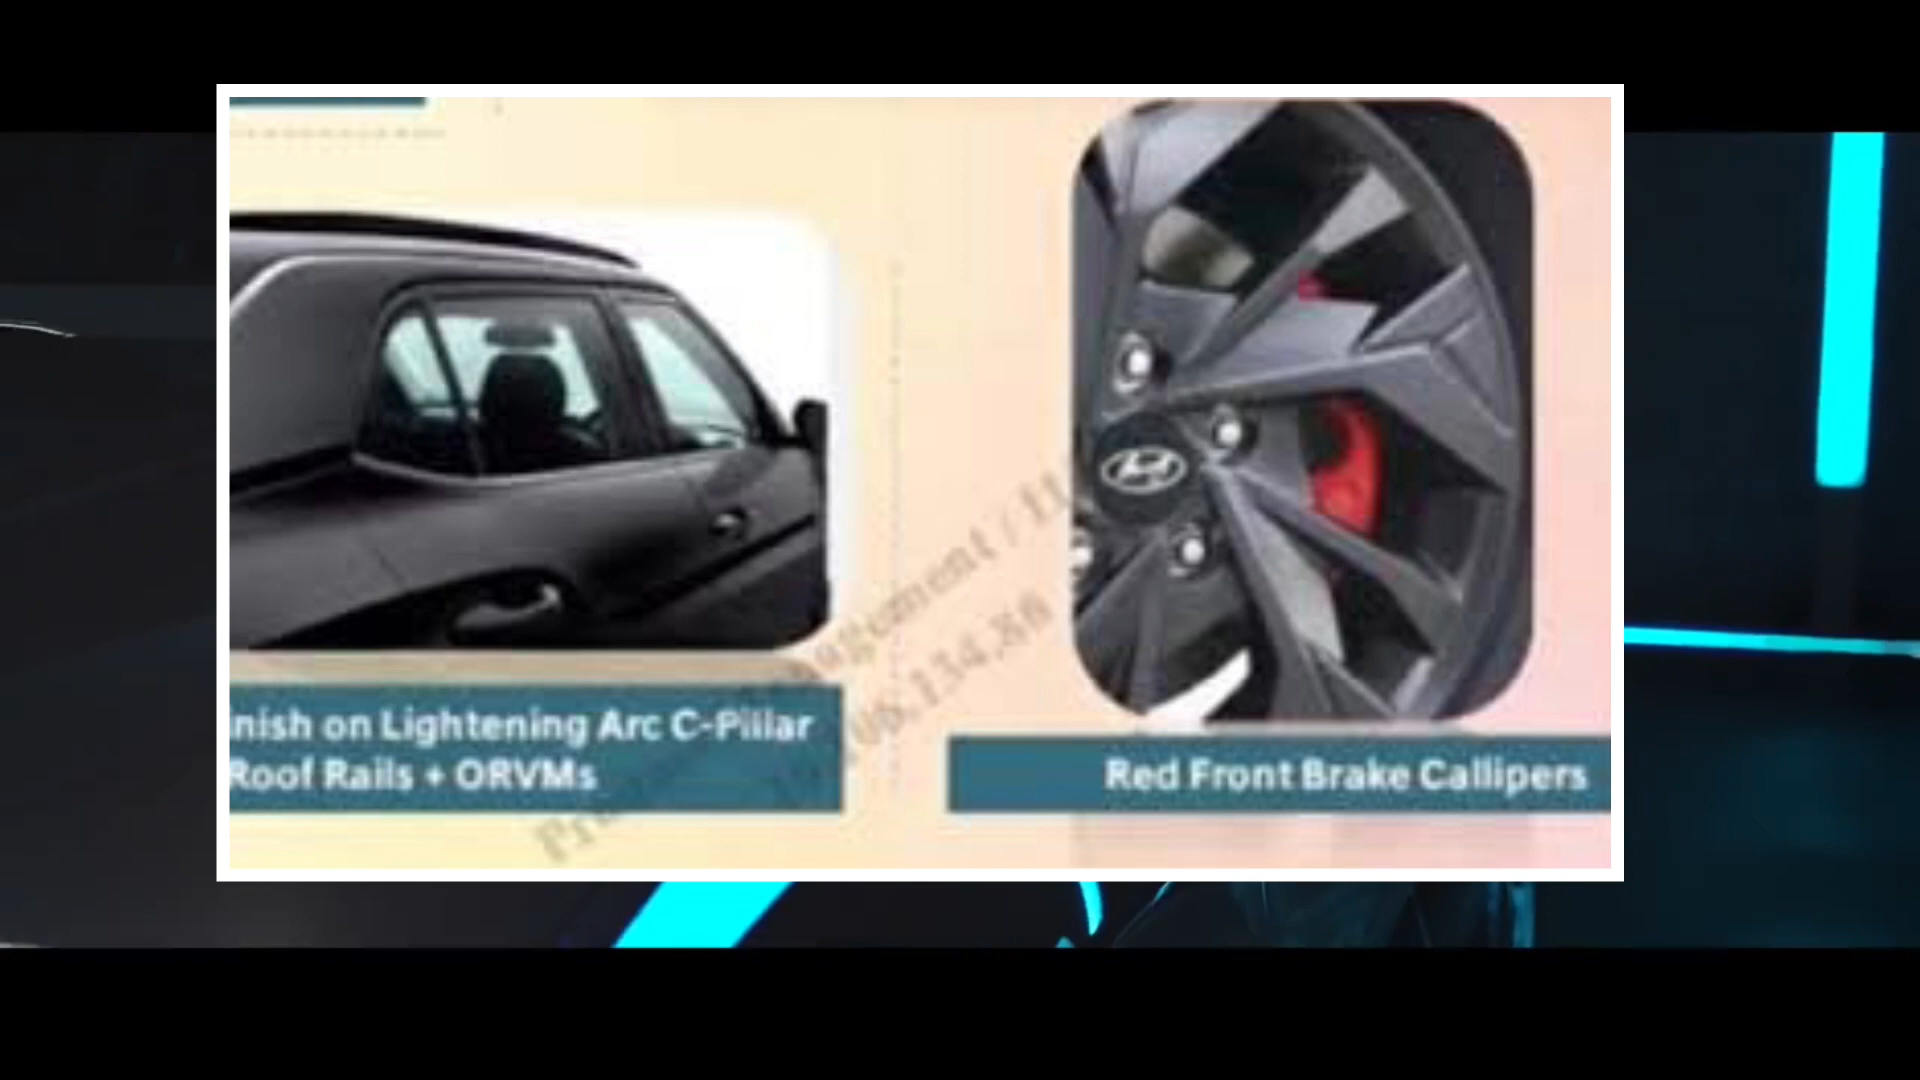 nish on Lightening Arc C-Pillar
Roof Rails + ORVMs
Red Front Brake Callipers